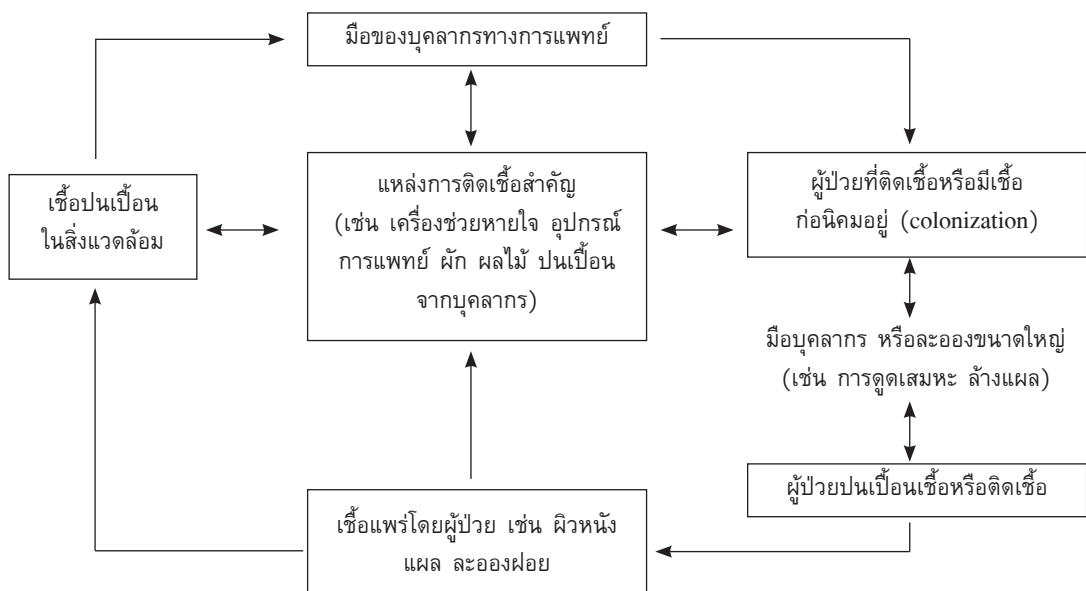 มือของบุคลากรทางการแพทย์
เชื้อปนเปื้อน
ในสิ่งแวดล้อม
แหล่งการติดเชื้อสำคัญ
(เช่น เครื่องช่วยหายใจ อุปกรณ์
การแพทย์ ผัก ผลไม้ ปนเปื้อน
จากบุคลากร)
ผู้ป่วยที่ติดเชื้อหรือมีเชื้อ
ก่อนิคมอยู่ (colonization)
มือบุคลากร หรือละอองขนาดใหญ่
(เช่น การดูดเสมหะ ล้างแผล)
ผู้ป่วยปนเปื้อนเชื้อหรือติดเชื้อ
เชื้อแพร่โดยผู้ป่วย เช่น ผิวหนัง
แผล ละอองฝอย